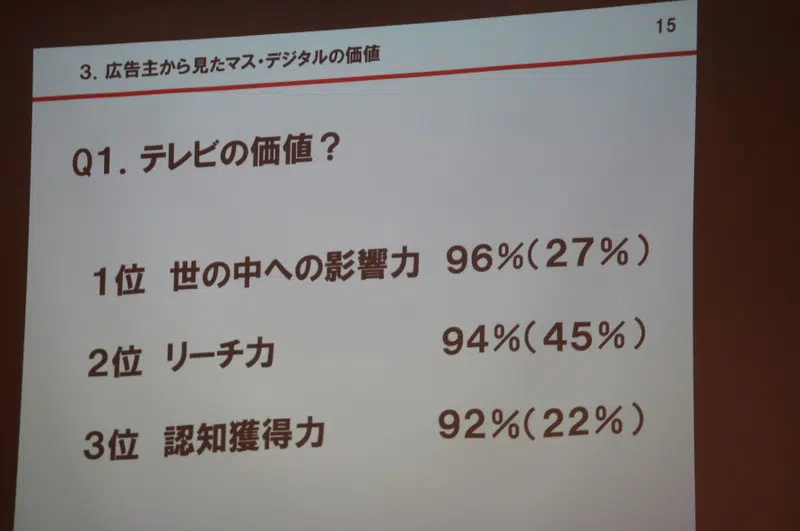 3. 広告主から見たマス・デジタルの価値
15
Q1. テレビの価値?
1位 世の中への影響力 96%(27%)
2位 リーチ力 94%(45%)
3位 認知獲得力 92%(22%)